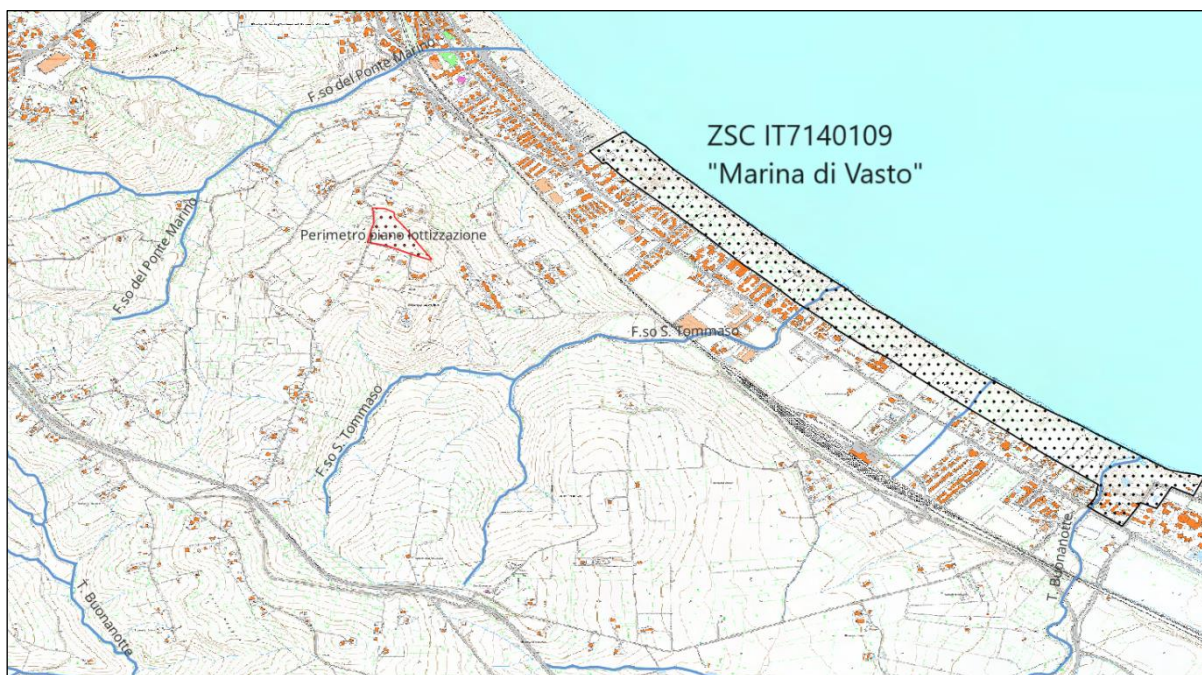 F.so del Ponte Marino
ZSC IT7140109
"Marina di Vasto"
F.so del Ponte Marino
Perimetro piano lottizzazione
F.so S. Tommaso
F.so S. Tommaso
T. Buonanotte
T. Buonanotte